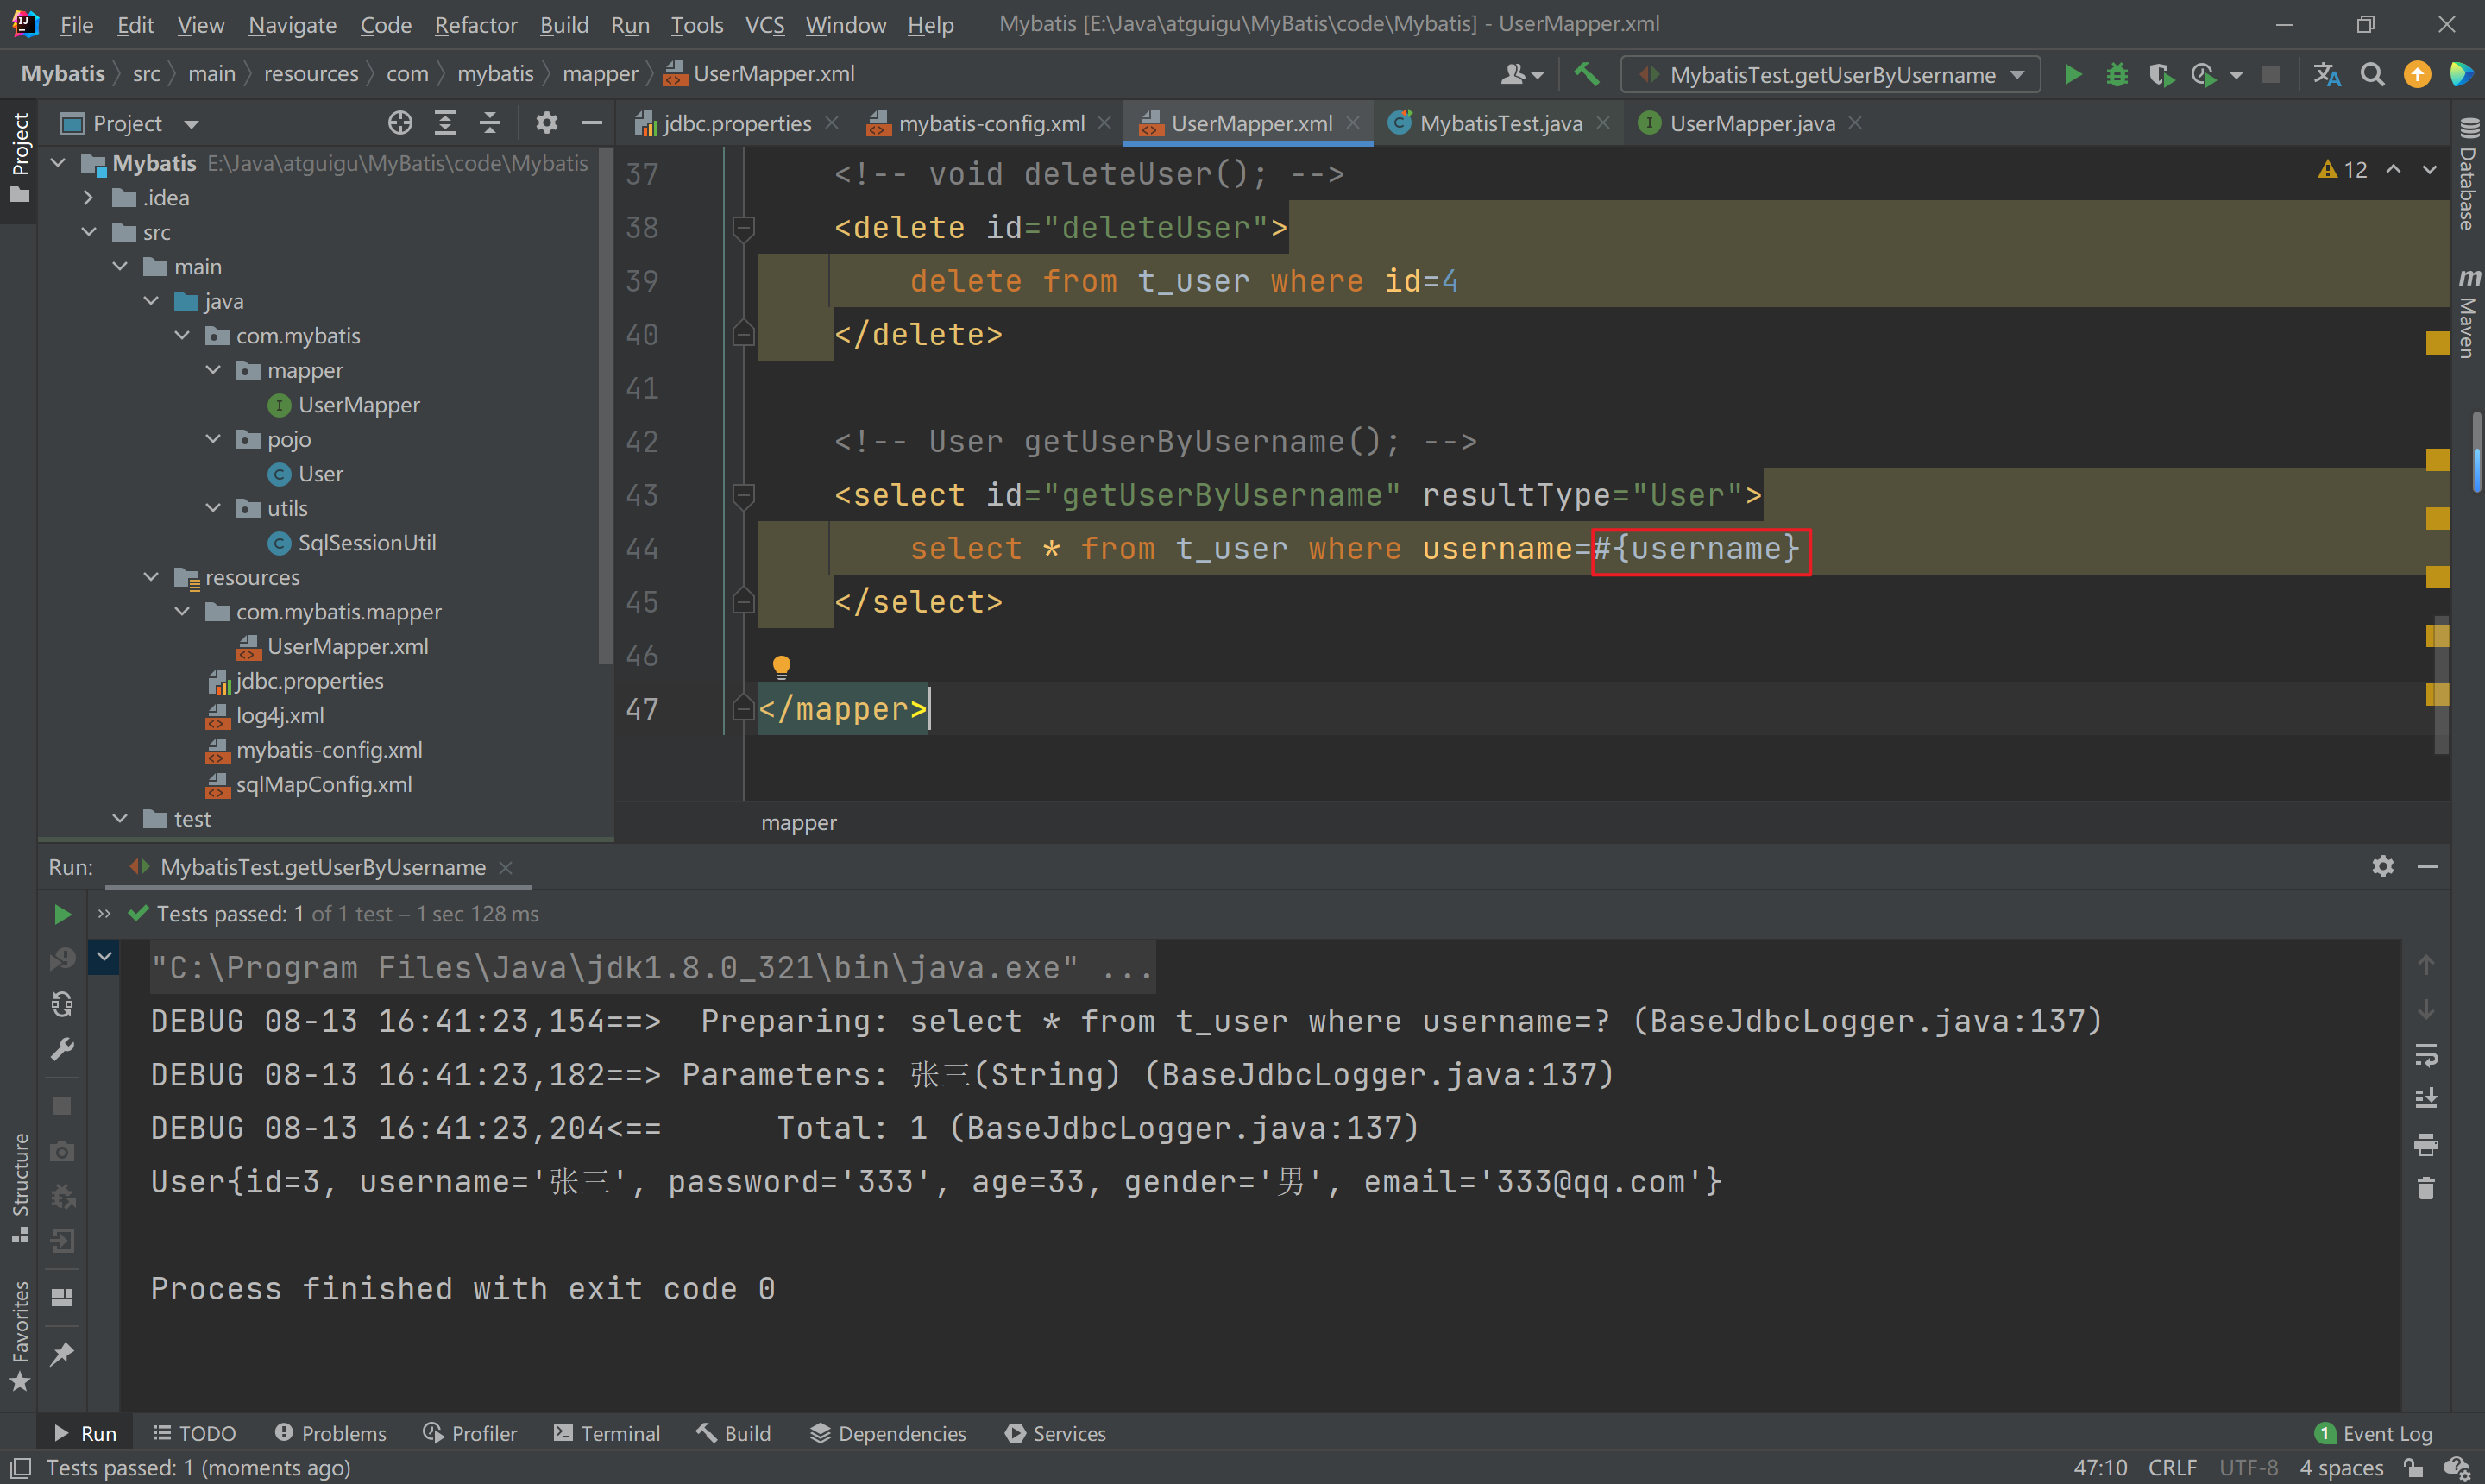 File Edit View Navigate Code Refactor Build Run Tools VCS Window Help Mybatis [E:\Java\atguigu\MyBatis\code\Mybatis] - UserMapper.xml
Mybatis src main resources com mybatis mapper UserMapper.xml MybatisTest.getUserByUsername
Project
Project
jdbc.properties mybatis-config.xml UserMapper.xml MybatisTest.java UserMapper.java
Mybatis E:\Java\atguigu\MyBatis\code\Mybatis
.idea
src
main
java
com.mybatis
mapper
UserMapper
pojo
User
utils
SqlSessionUtil
resources
com.mybatis.mapper
UserMapper.xml
jdbc.properties
log4j.xml
mybatis-config.xml
sqlMapConfig.xml
test
37 <!-- void deleteUser(); -->
38 <delete id="deleteUser">
39 delete from t_user where id=4
40 </delete>
41
42 <!-- User getUserByUsername(); -->
43 <select id="getUserByUsername" resultType="User">
44 select * from t_user where username=#{username}
45 </select>
46
47 </mapper>
12
mapper
Database
m Maven
Run: MybatisTest.getUserByUsername
Tests passed: 1 of 1 test – 1 sec 128 ms
"C:\Program Files\Java\jdk1.8.0_321\bin\java.exe" ...
DEBUG 08-13 16:41:23,154==>  Preparing: select * from t_user where username=? (BaseJdbcLogger.java:137)
DEBUG 08-13 16:41:23,182==> Parameters: 张三(String) (BaseJdbcLogger.java:137)
DEBUG 08-13 16:41:23,204<==      Total: 1 (BaseJdbcLogger.java:137)
User{id=3, username='张三', password='333', age=33, gender='男', email='333@qq.com'}
Process finished with exit code 0
Structure
Favorites
Run TODO Problems Profiler Terminal Build Dependencies Services 1 Event Log
Tests passed: 1 (moments ago) 47:10 CRLF UTF-8 4 spaces